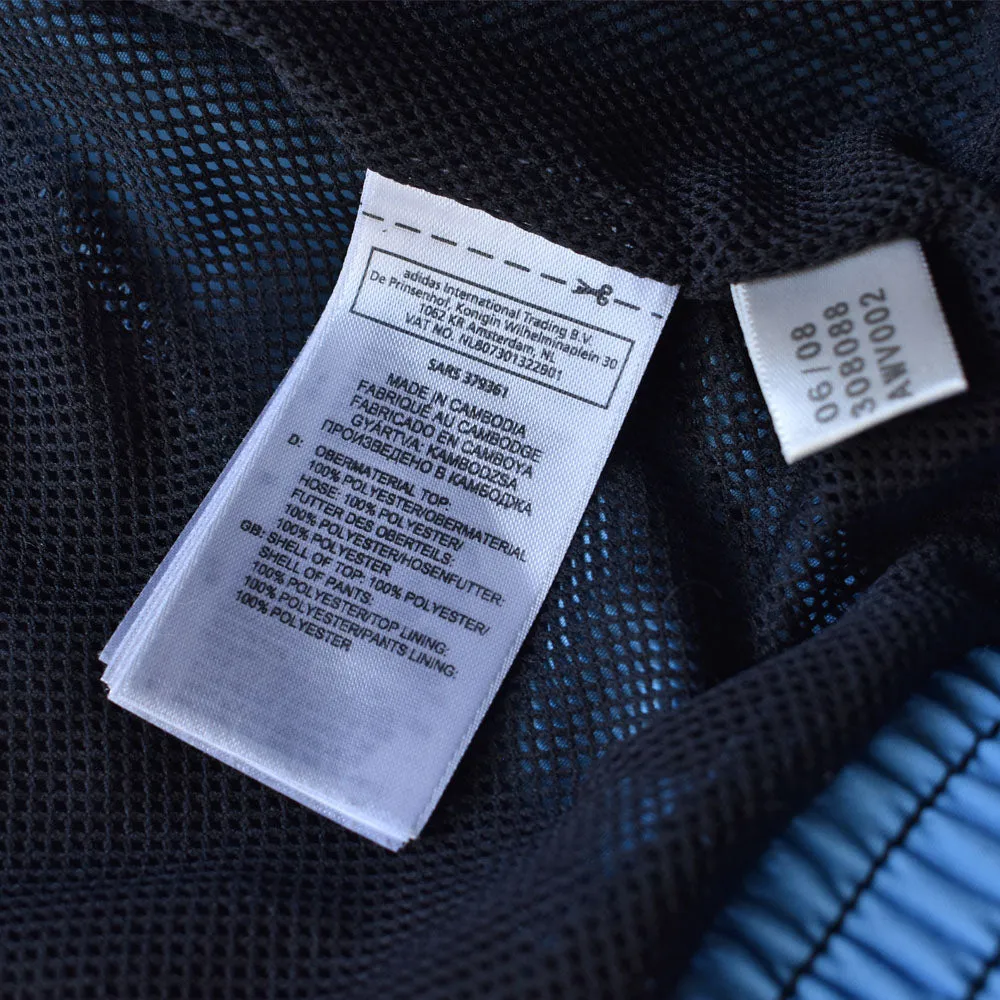 adidas International Trading B.V.
De Prinsenhof, Konigin Wilhelminaplein 30
1062 KR Amsterdam, NL
VAT NO. NL807301322B01
SARS 379361
MADE IN CAMBODIA
FABRIQUÉ AU CAMBODGE
FABRICADO EN CAMBOYA
GYÁRTVA: KAMBODZSA
ПРОИЗВЕДЕНО В КАМБОДЖА
D: OBERMATERIAL TOP:
100% POLYESTER/OBERMATERIAL
HOSE: 100% POLYESTER/
FUTTER DES OBERTEILS:
100% POLYESTER/HOSENFUTTER:
100% POLYESTER
GB: SHELL OF TOP: 100% POLYESTER/
SHELL OF PANTS:
100% POLYESTER/TOP LINING:
100% POLYESTER/PANTS LINING:
100% POLYESTER
06/08
308088
AWV002